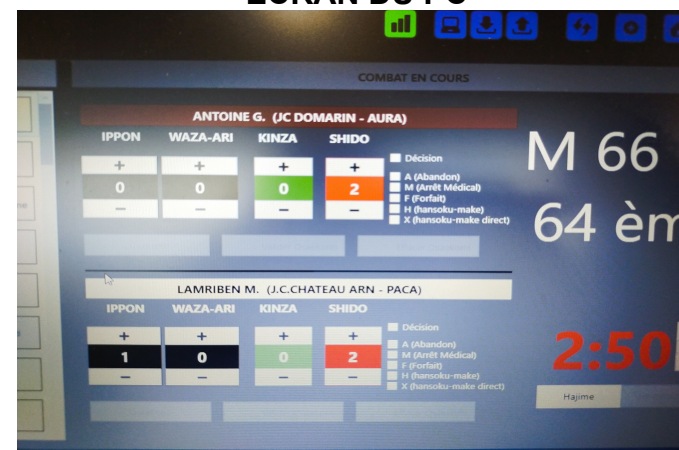 ECRAN DU PC
COMBAT EN COURS
ANTOINE G. (JC DOMARIN - AURA)
IPPON WAZA-ARI KINZA SHIDO
+ + + +
0 0 0 2
− − − −
Décision
A (Abandon)
M (Arrêt Médical)
F (Forfait)
H (hansoku-make)
X (hansoku-make direct)
M 66
64 èm
LAMRIBEN M. (J.C.CHATEAU ARN - PACA)
IPPON WAZA-ARI KINZA SHIDO
+ + + +
1 0 0 2
− − − −
Décision
A (Abandon)
M (Arrêt Médical)
F (Forfait)
H (hansoku-make)
X (hansoku-make direct)
2:50
Hajime